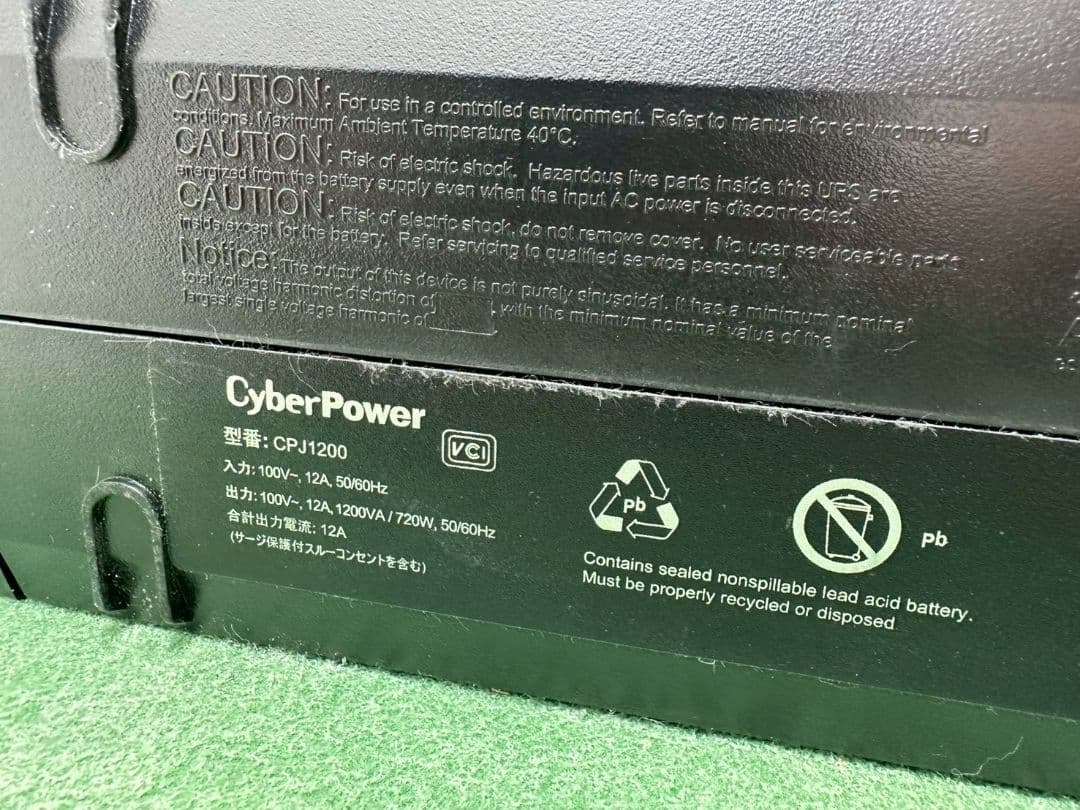 CAUTION: For use in a controlled environment. Refer to manual for environmental
conditions. Maximum Ambient Temperature 40°C.
CAUTION: Risk of electric shock. Hazardous live parts inside this UPS are
energized from the battery supply even when the input AC power is disconnected.
CAUTION: Risk of electric shock, do not remove cover. No user serviceable parts
inside except for the battery. Refer servicing to qualified service personnel.
Notice: The output of this device is not purely sinusoidal. It has a minimum nominal
total voltage harmonic distortion of , with the minimum nominal value of the
largest single voltage harmonic of
CyberPower
型番: CPJ1200
VCI
入力: 100V~, 12A, 50/60Hz
出力: 100V~, 12A, 1200VA / 720W, 50/60Hz
合計出力電流: 12A
(サージ保護付スルーコンセントを含む)
Pb
Pb
Contains sealed nonspillable lead acid battery.
Must be properly recycled or disposed